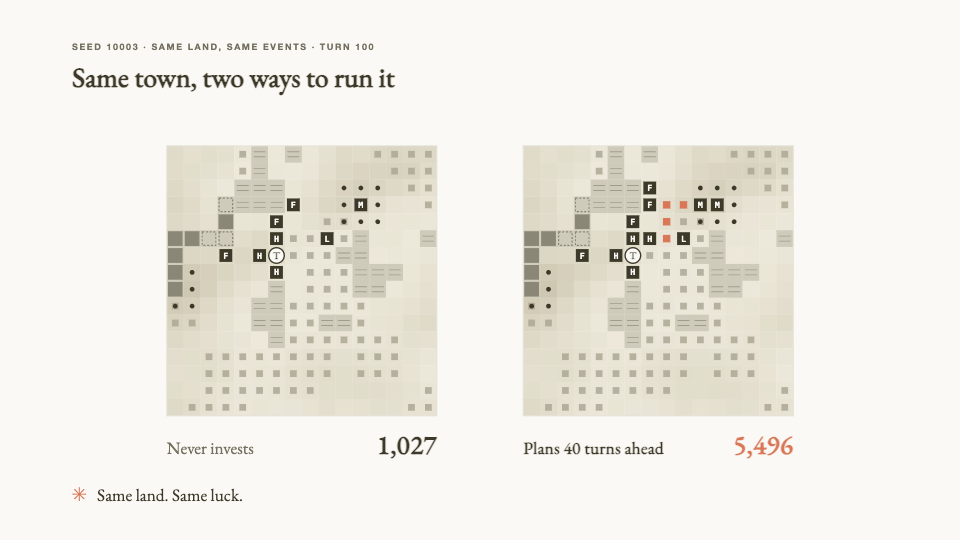 SEED 10003 · SAME LAND, SAME EVENTS · TURN 100
Same town, two ways to run it
F
F M
F
H L
F H T
H
F
F M M
F
H H L
F H T
H
Never invests 1,027
Plans 40 turns ahead 5,496
Same land. Same luck.